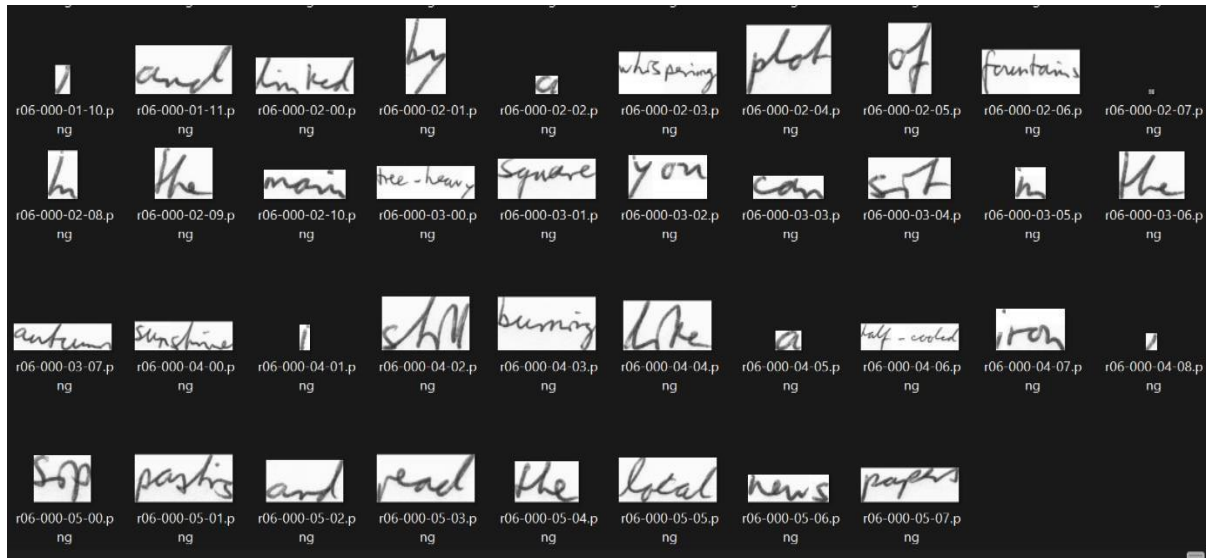 , and linked by a whispering plot of fountains .
r06-000-01-10.png r06-000-01-11.png r06-000-02-00.png r06-000-02-01.png r06-000-02-02.png r06-000-02-03.png r06-000-02-04.png r06-000-02-05.png r06-000-02-06.png r06-000-02-07.png
In the main tree-heavy square you can sit in the
r06-000-02-08.png r06-000-02-09.png r06-000-02-10.png r06-000-03-00.png r06-000-03-01.png r06-000-03-02.png r06-000-03-03.png r06-000-03-04.png r06-000-03-05.png r06-000-03-06.png
autumn sunshine , still burning like a half-cooled iron ,
r06-000-03-07.png r06-000-04-00.png r06-000-04-01.png r06-000-04-02.png r06-000-04-03.png r06-000-04-04.png r06-000-04-05.png r06-000-04-06.png r06-000-04-07.png r06-000-04-08.png
sip pastis and read the local news papers
r06-000-05-00.png r06-000-05-01.png r06-000-05-02.png r06-000-05-03.png r06-000-05-04.png r06-000-05-05.png r06-000-05-06.png r06-000-05-07.png